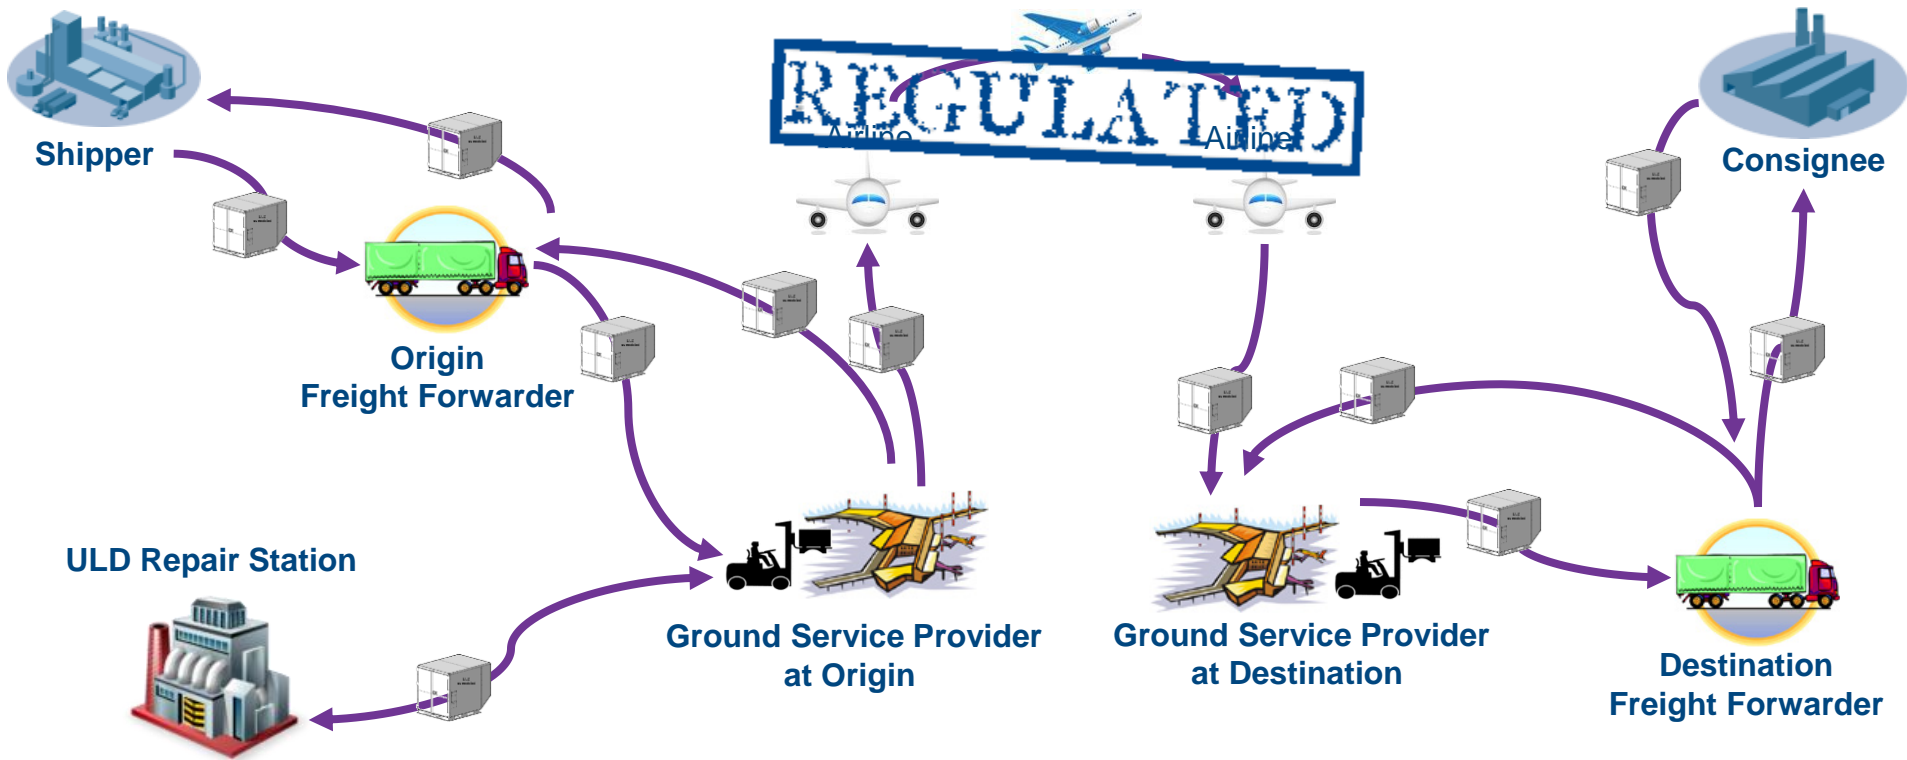 REGULATED
Airline
Airline
Shipper
Consignee
Origin
Freight Forwarder
ULD Repair Station
Ground Service Provider
at Origin
Ground Service Provider
at Destination
Destination
Freight Forwarder